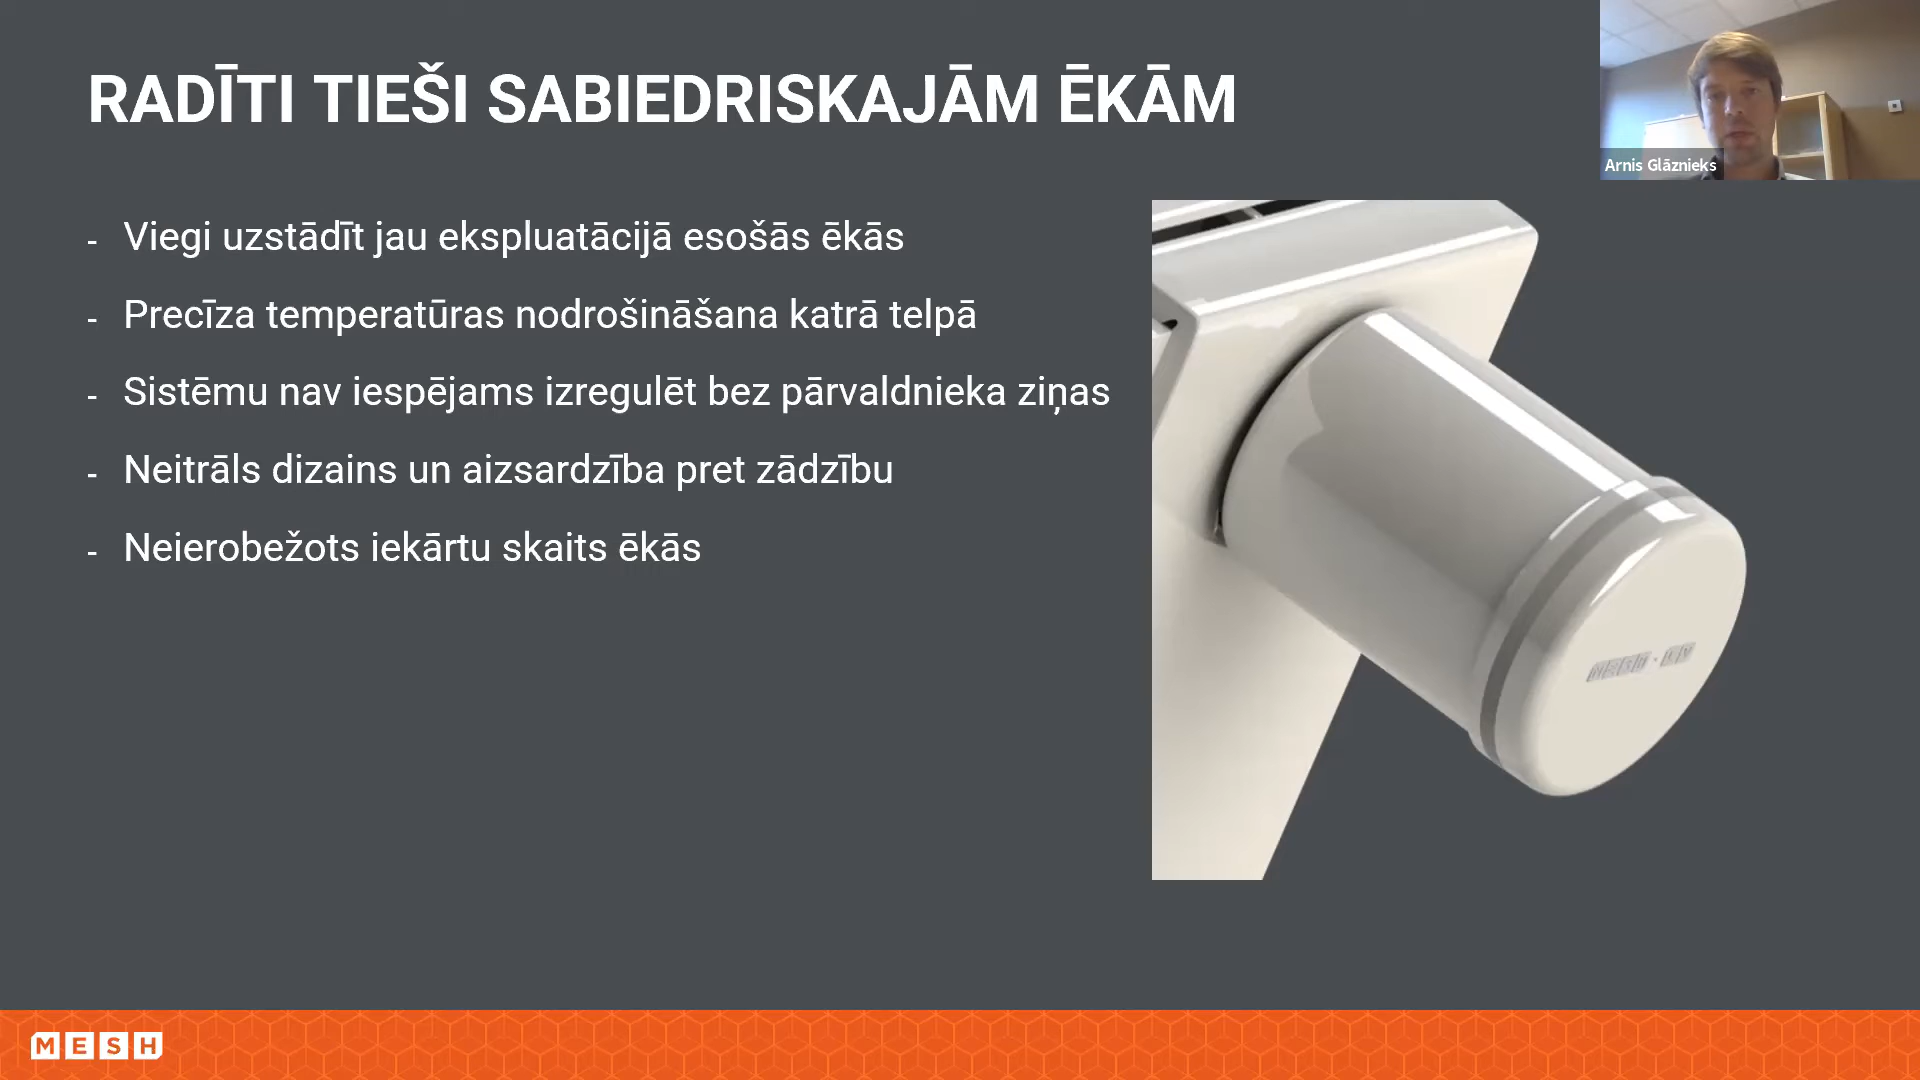 RADĪTI TIEŠI SABIEDRISKAJĀM ĒKĀM
Arnis Glāznieks
- Viegi uzstādīt jau ekspluatācijā esošās ēkās
- Precīza temperatūras nodrošināšana katrā telpā
- Sistēmu nav iespējams izregulēt bez pārvaldnieka ziņas
- Neitrāls dizains un aizsardzība pret zādzību
- Neierobežots iekārtu skaits ēkās
MESH